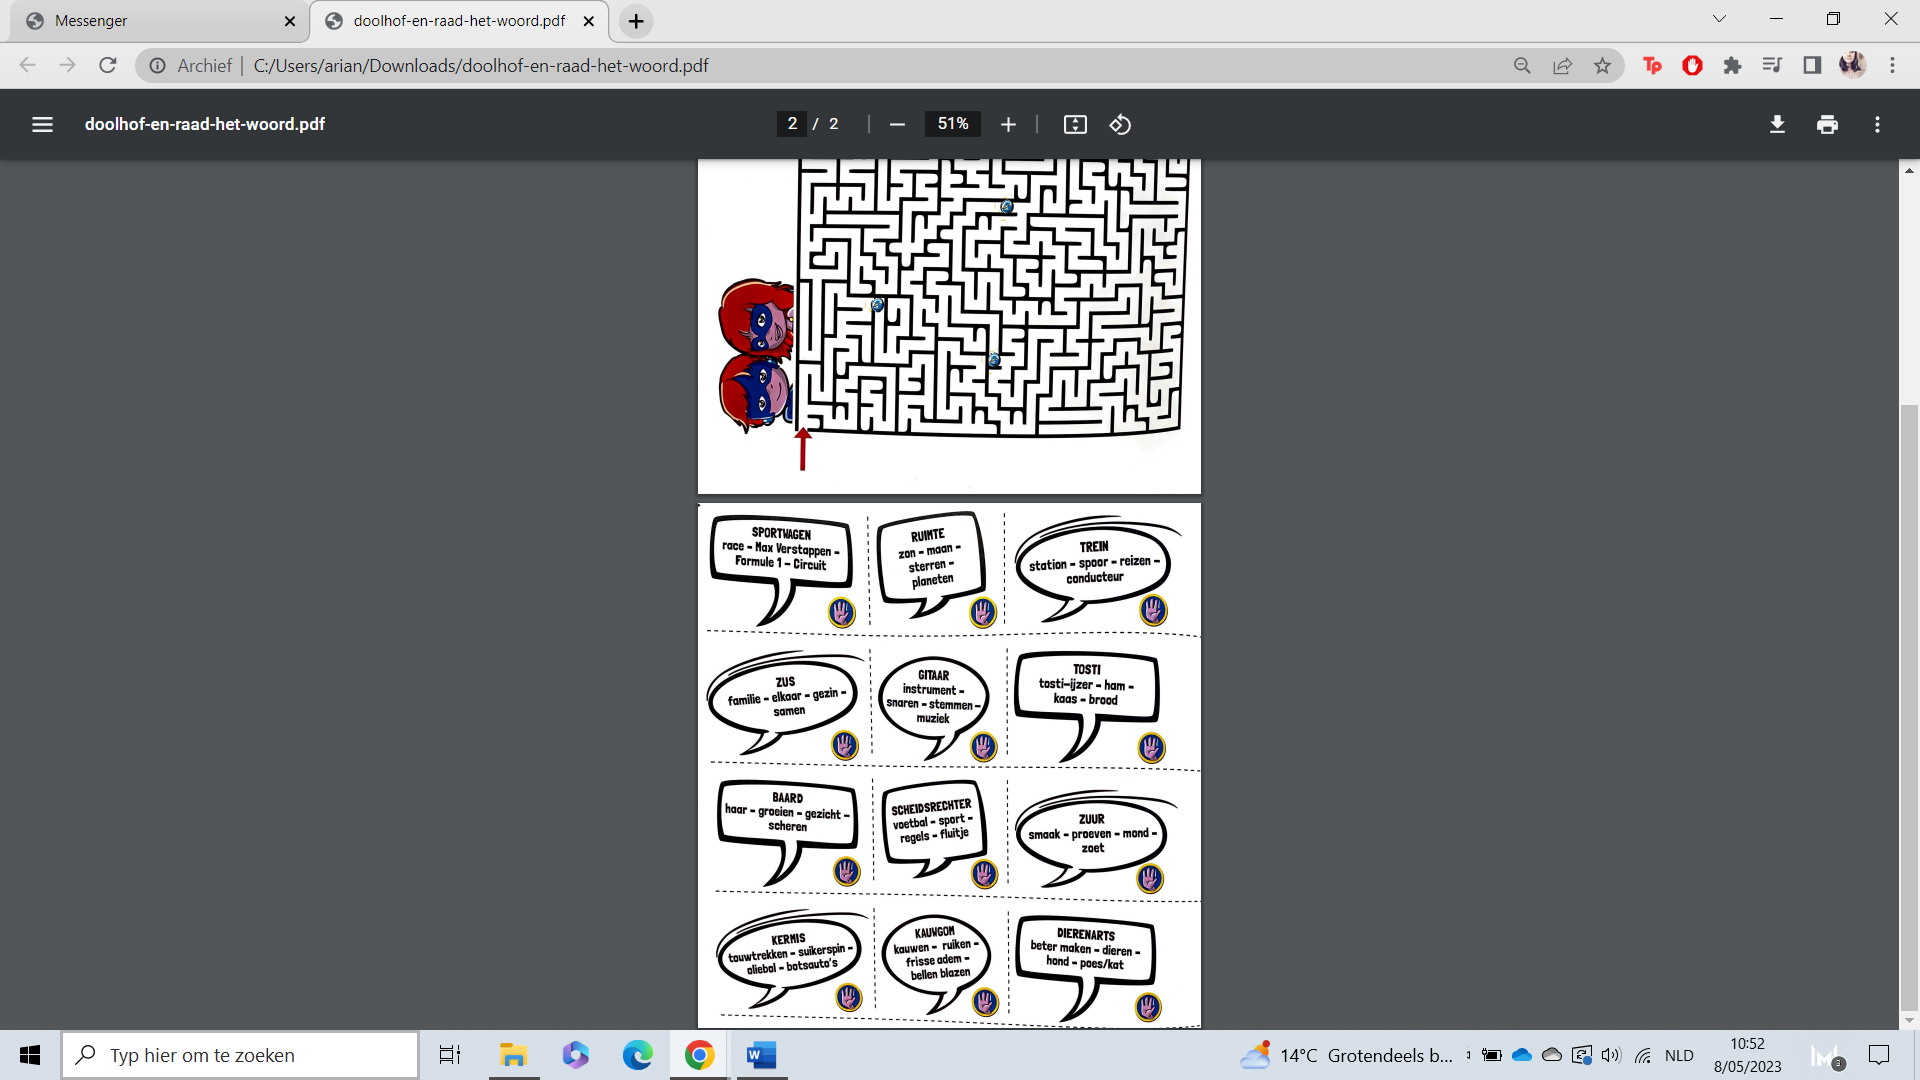 Messenger
doolhof-en-raad-het-woord.pdf
Archief | C:/Users/arian/Downloads/doolhof-en-raad-het-woord.pdf
Tp
doolhof-en-raad-het-woord.pdf
2 / 2
51%
SPORTWAGEN
race – Max Verstappen –
Formule 1 – Circuit
RUIMTE
zon – maan –
sterren –
planeten
TREIN
station – spoor – reizen –
conducteur
ZUS
familie – elkaar – gezin –
samen
GITAAR
instrument –
snaren – stemmen –
muziek
TOSTI
tosti-ijzer – ham –
kaas – brood
BAARD
haar – groeien – gezicht –
scheren
SCHEIDSRECHTER
voetbal – sport –
regels – fluitje
ZUUR
smaak – proeven – mond –
zoet
KERMIS
touwtrekken – suikerspin –
oliebol – botsauto's
KAUWGOM
kauwen – ruiken –
frisse adem –
bellen blazen
DIERENARTS
beter maken – dieren –
hond – poes/kat
Typ hier om te zoeken
14°C Grotendeels b...
NLD
10:52
8/05/2023
3